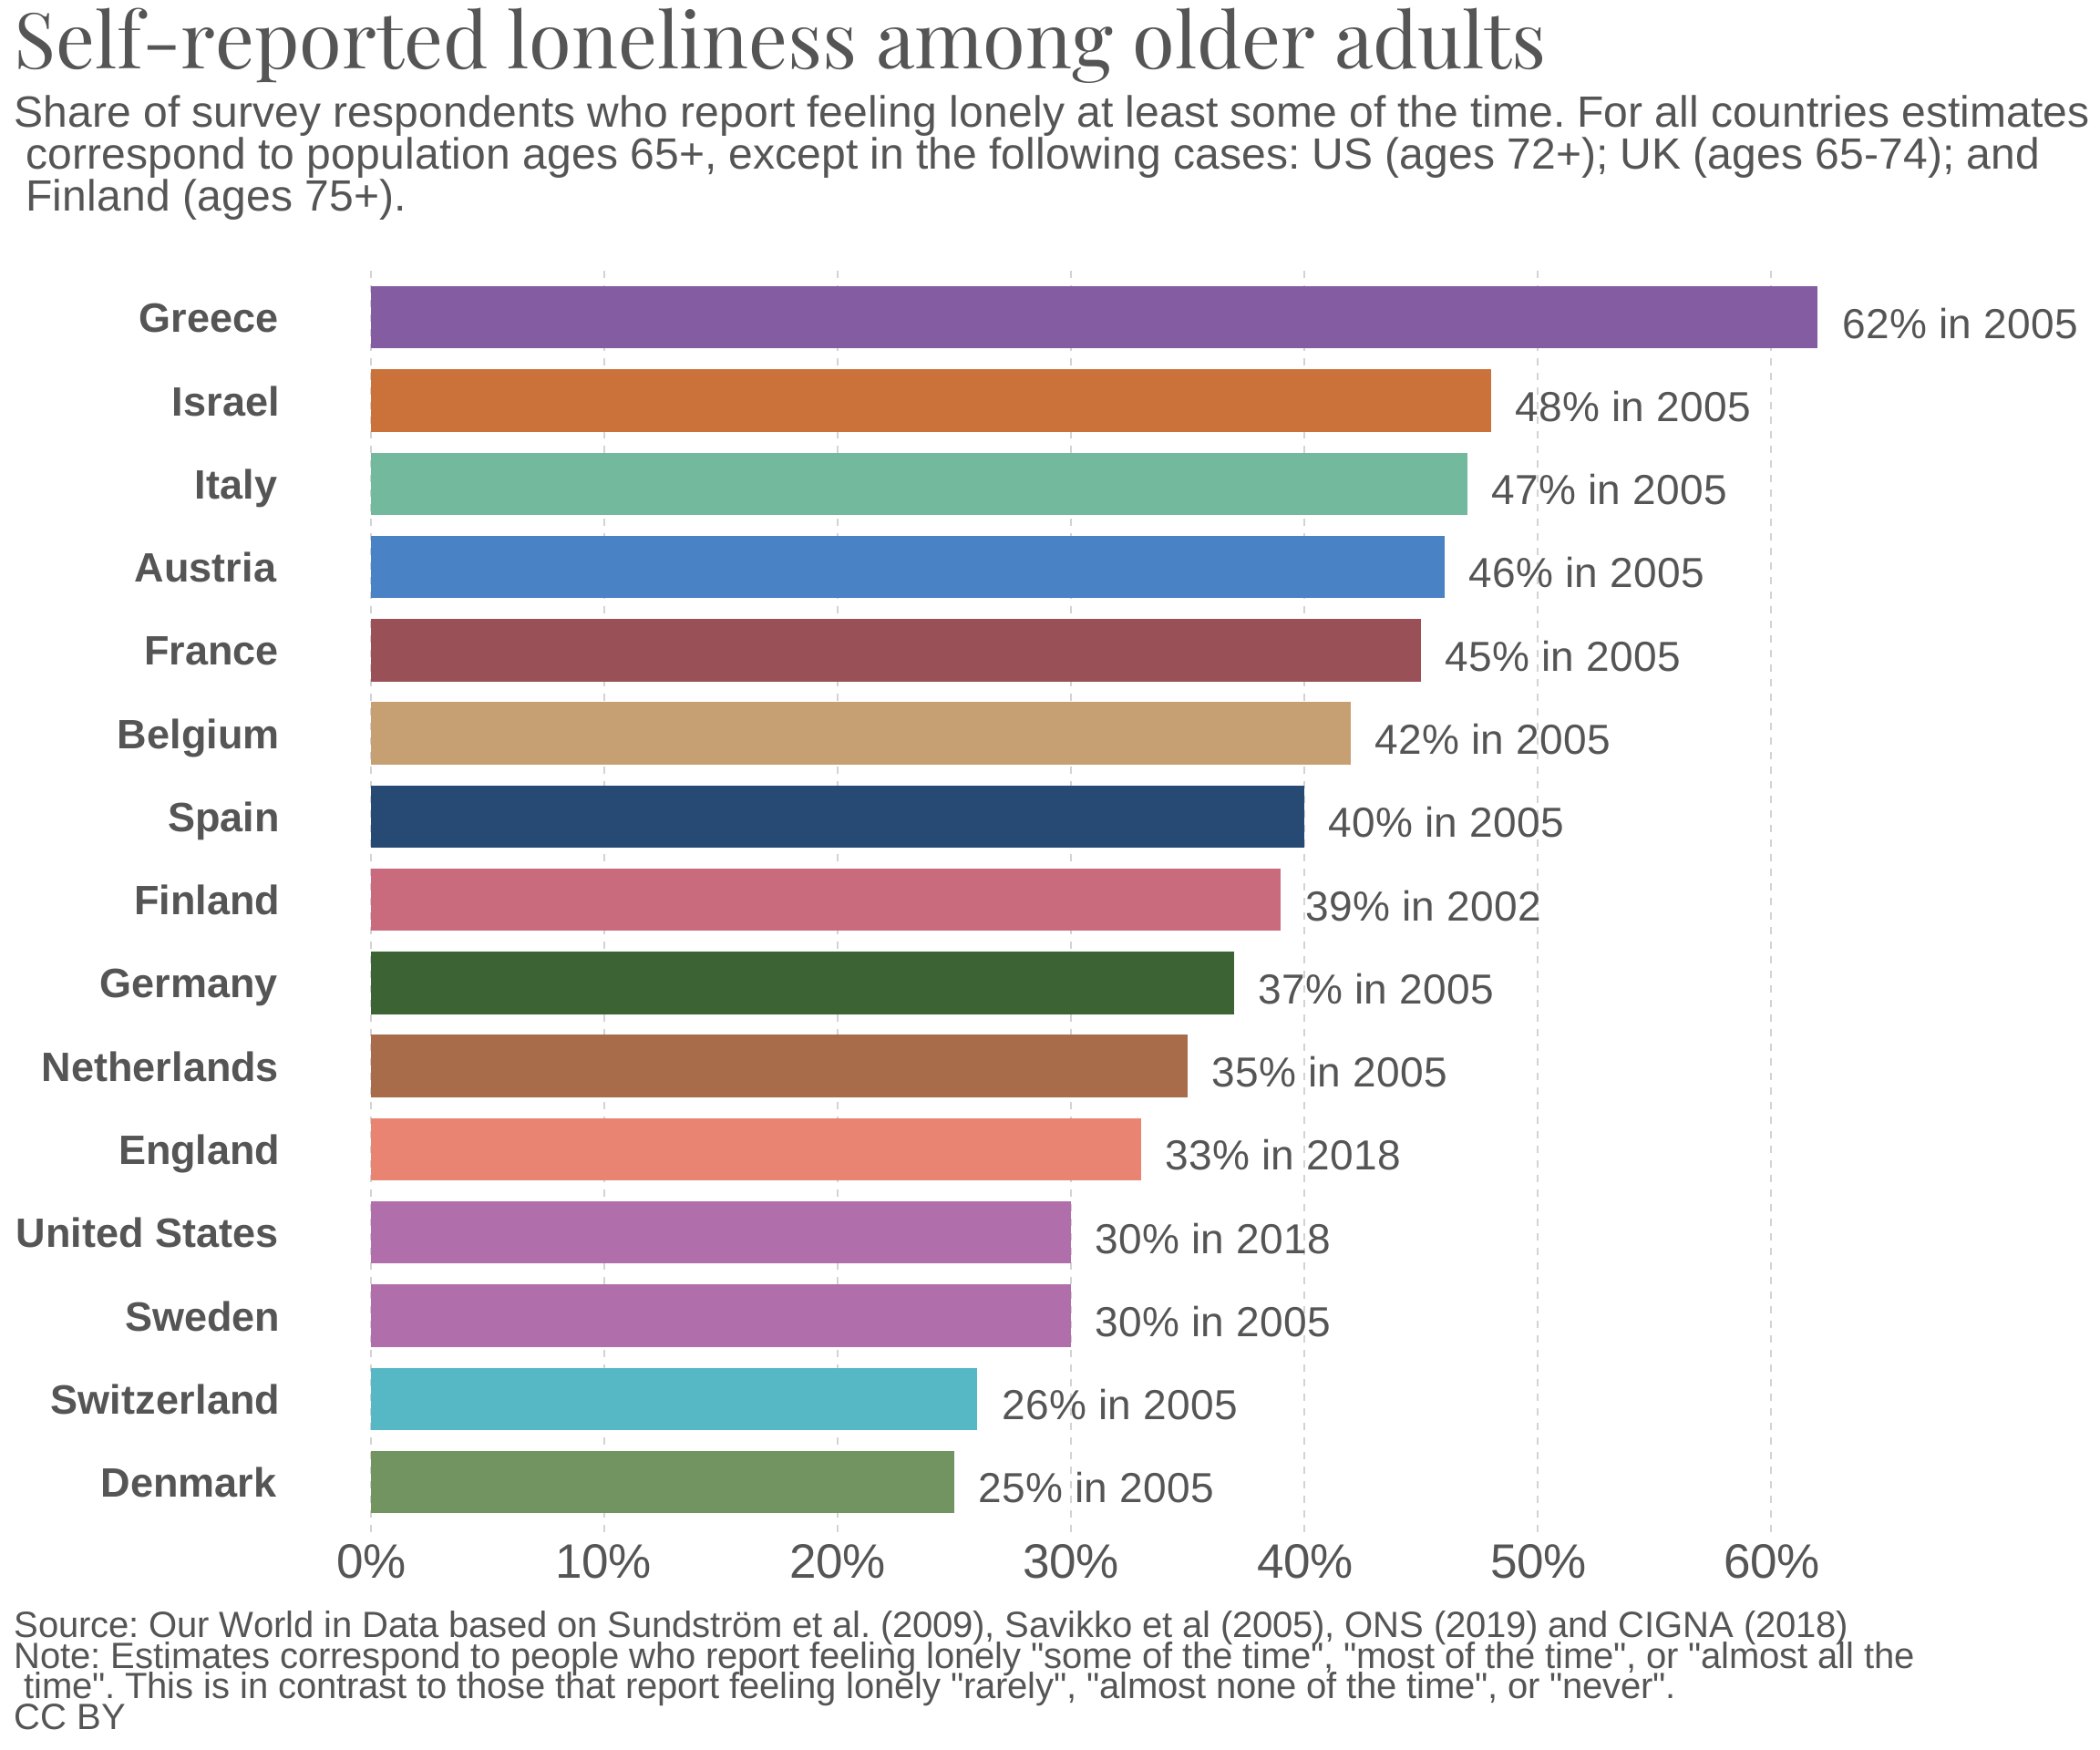 Self-reported loneliness among older adults
Share of survey respondents who report feeling lonely at least some of the time. For all countries estimates
correspond to population ages 65+, except in the following cases: US (ages 72+); UK (ages 65-74); and
Finland (ages 75+).
Greece 62% in 2005
Israel 48% in 2005
Italy 47% in 2005
Austria 46% in 2005
France 45% in 2005
Belgium 42% in 2005
Spain 40% in 2005
Finland 39% in 2002
Germany 37% in 2005
Netherlands 35% in 2005
England 33% in 2018
United States 30% in 2018
Sweden 30% in 2005
Switzerland 26% in 2005
Denmark 25% in 2005
0% 10% 20% 30% 40% 50% 60%
Source: Our World in Data based on Sundström et al. (2009), Savikko et al (2005), ONS (2019) and CIGNA (2018)
Note: Estimates correspond to people who report feeling lonely "some of the time", "most of the time", or "almost all the
time". This is in contrast to those that report feeling lonely "rarely", "almost none of the time", or "never".
CC BY